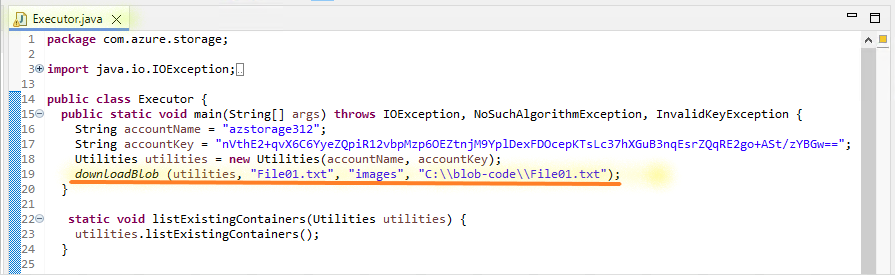 Executor.java
1 package com.azure.storage;
2
3 import java.io.IOException;
13
14 public class Executor {
15 public static void main(String[] args) throws IOException, NoSuchAlgorithmException, InvalidKeyException {
16 String accountName = "azstorage312";
17 String accountKey = "nVthE2+qvX6C6YyeZQpiR12vbpMzp6OEZtnjM9YplDexFDOcepKTsLc37hXGuB3nqEsrZQqRE2go+ASt/zYBGw==";
18 Utilities utilities = new Utilities(accountName, accountKey);
19 downloadBlob (utilities, "File01.txt", "images", "C:\\blob-code\\File01.txt");
20 }
21
22 static void listExistingContainers(Utilities utilities) {
23 utilities.listExistingContainers();
24 }
25